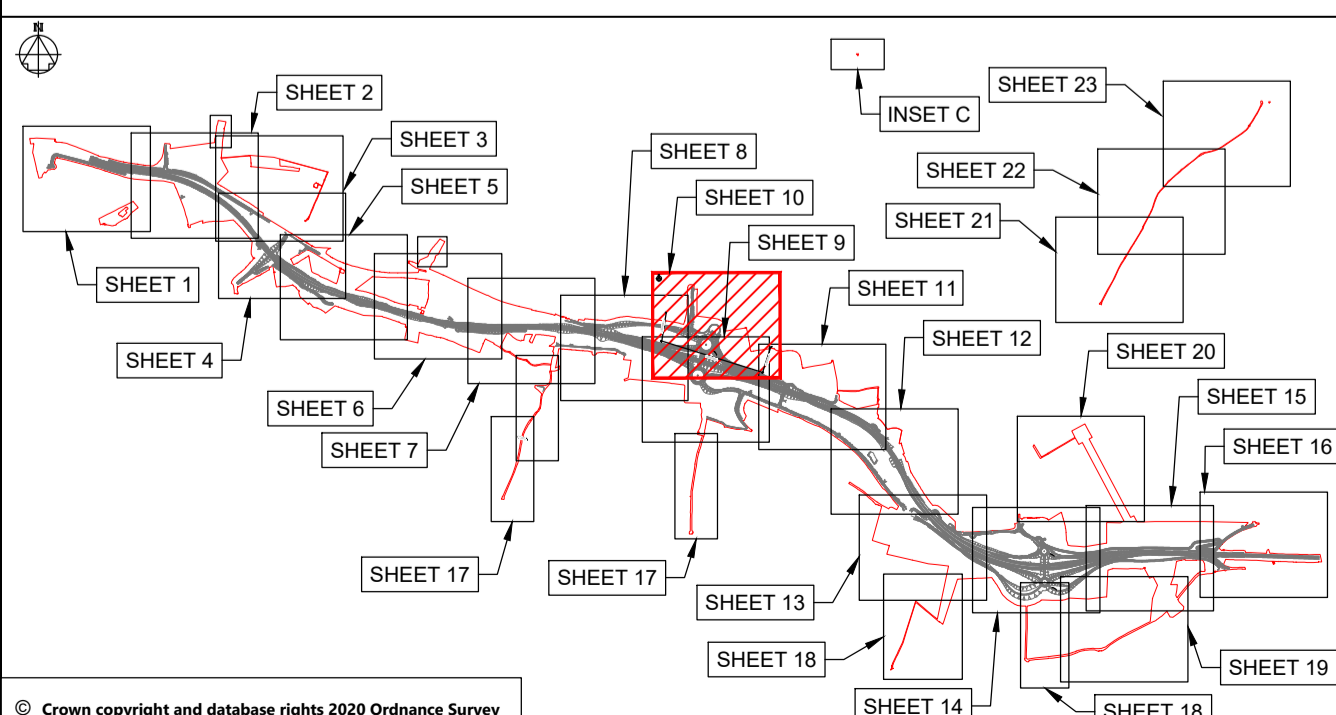 N
SHEET 2
SHEET 3
SHEET 5
SHEET 1
SHEET 4
SHEET 6
SHEET 7
SHEET 8
SHEET 10
SHEET 9
SHEET 11
SHEET 12
INSET C
SHEET 23
SHEET 22
SHEET 21
SHEET 20
SHEET 15
SHEET 16
SHEET 17
SHEET 17
SHEET 13
SHEET 18
SHEET 14
SHEET 19
SHEET 18
© Crown copyright and database rights 2020 Ordnance Survey